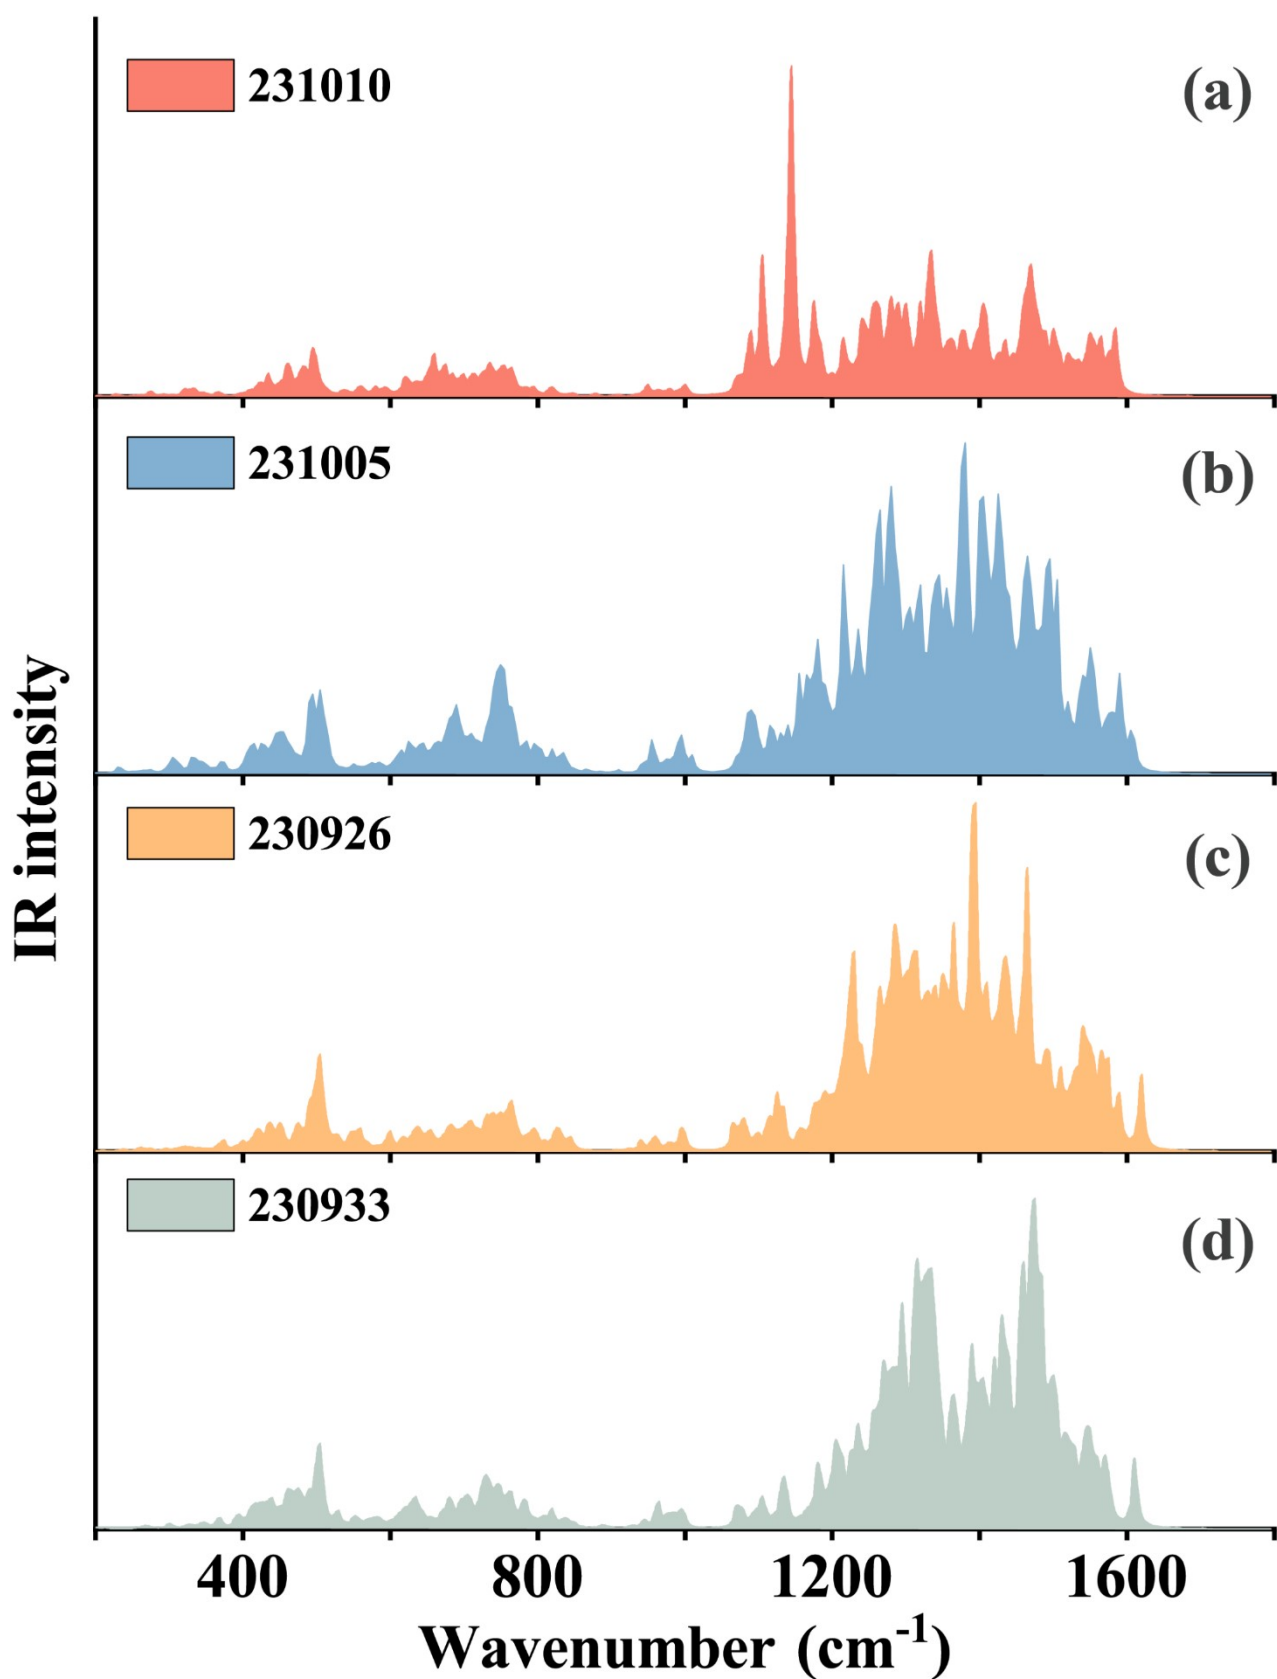 231010
(a)
231005
(b)
230926
(c)
230933
(d)
IR intensity
400 800 1200 1600
Wavenumber (cm⁻¹)